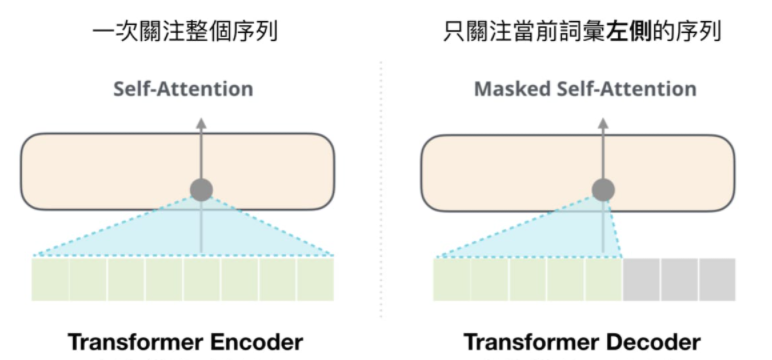 一次關注整個序列
Self-Attention
Transformer Encoder
只關注當前詞彙左側的序列
Masked Self-Attention
Transformer Decoder